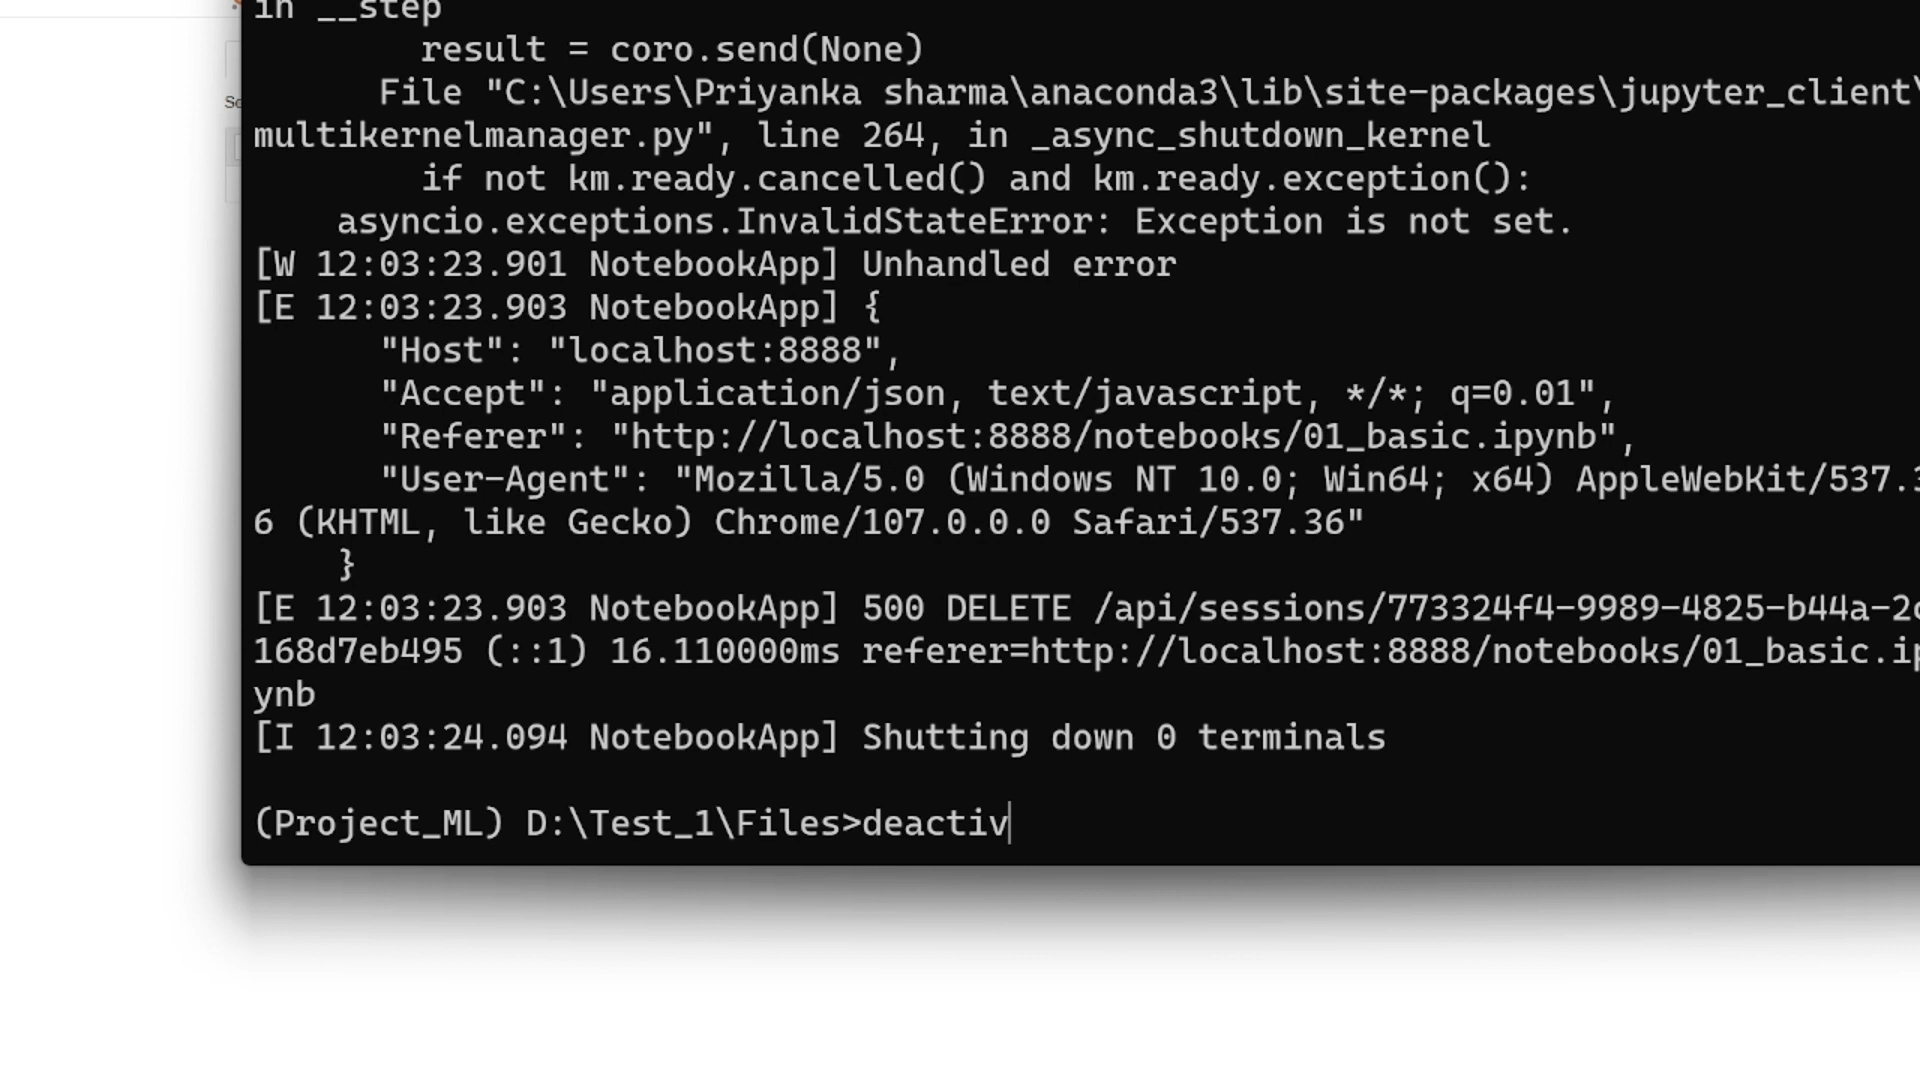 in __step
result = coro.send(None)
File "C:\Users\Priyanka sharma\anaconda3\lib\site-packages\jupyter_client\
multikernelmanager.py", line 264, in _async_shutdown_kernel
if not km.ready.cancelled() and km.ready.exception():
asyncio.exceptions.InvalidStateError: Exception is not set.
[W 12:03:23.901 NotebookApp] Unhandled error
[E 12:03:23.903 NotebookApp] {
"Host": "localhost:8888",
"Accept": "application/json, text/javascript, */*; q=0.01",
"Referer": "http://localhost:8888/notebooks/01_basic.ipynb",
"User-Agent": "Mozilla/5.0 (Windows NT 10.0; Win64; x64) AppleWebKit/537.3
6 (KHTML, like Gecko) Chrome/107.0.0.0 Safari/537.36"
}
[E 12:03:23.903 NotebookApp] 500 DELETE /api/sessions/773324f4-9989-4825-b44a-2
168d7eb495 (::1) 16.110000ms referer=http://localhost:8888/notebooks/01_basic.ip
ynb
[I 12:03:24.094 NotebookApp] Shutting down 0 terminals
(Project_ML) D:\Test_1\Files>deactiv